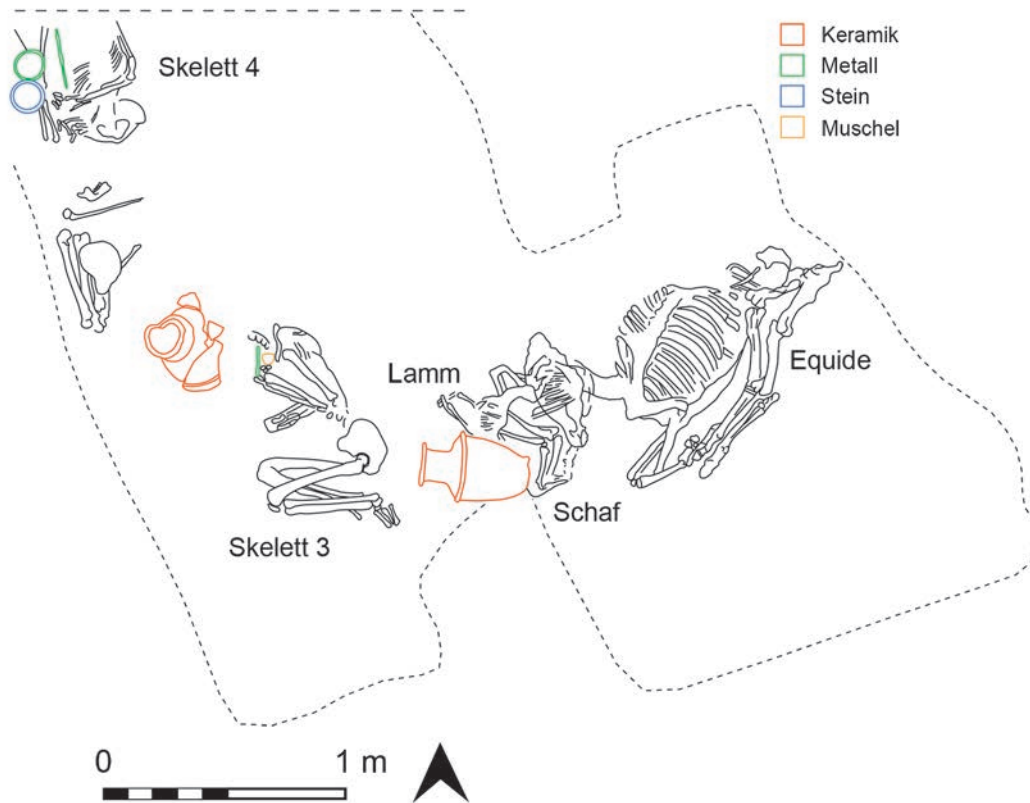 Skelett 4
Keramik
Metall
Stein
Muschel
Lamm
Equide
Schaf
Skelett 3
0 1 m